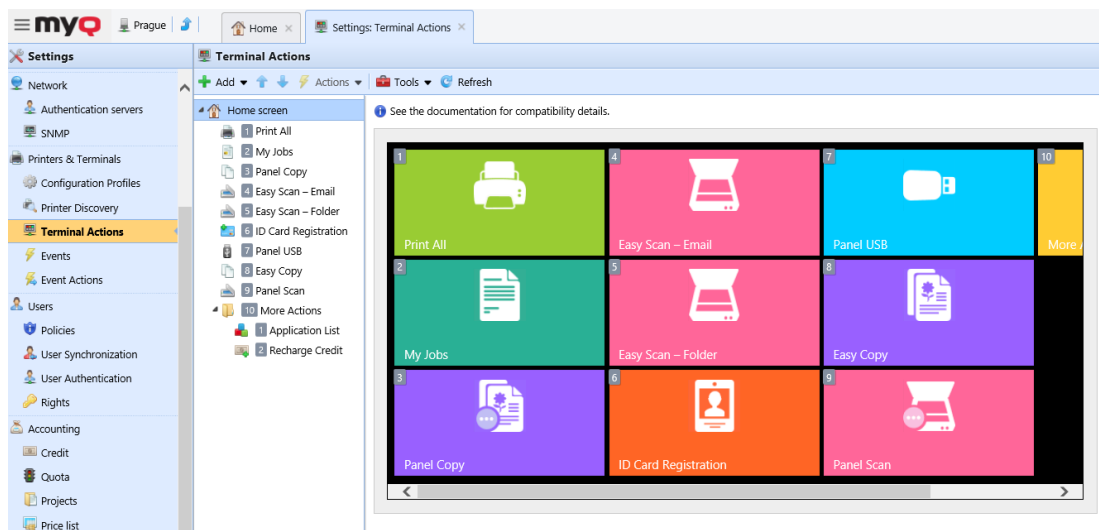 myQ Prague Home Settings: Terminal Actions
Settings
Network
Authentication servers
SNMP
Printers & Terminals
Configuration Profiles
Printer Discovery
Terminal Actions
Events
Event Actions
Users
Policies
User Synchronization
User Authentication
Rights
Accounting
Credit
Quota
Projects
Price list
Terminal Actions
Add Actions Tools Refresh
Home screen
1 Print All
2 My Jobs
3 Panel Copy
4 Easy Scan – Email
5 Easy Scan – Folder
6 ID Card Registration
7 Panel USB
8 Easy Copy
9 Panel Scan
10 More Actions
1 Application List
2 Recharge Credit
See the documentation for compatibility details.
1 4 7 10
Print All Easy Scan – Email Panel USB More
2 5 8
My Jobs Easy Scan – Folder Easy Copy
3 6 9
Panel Copy ID Card Registration Panel Scan